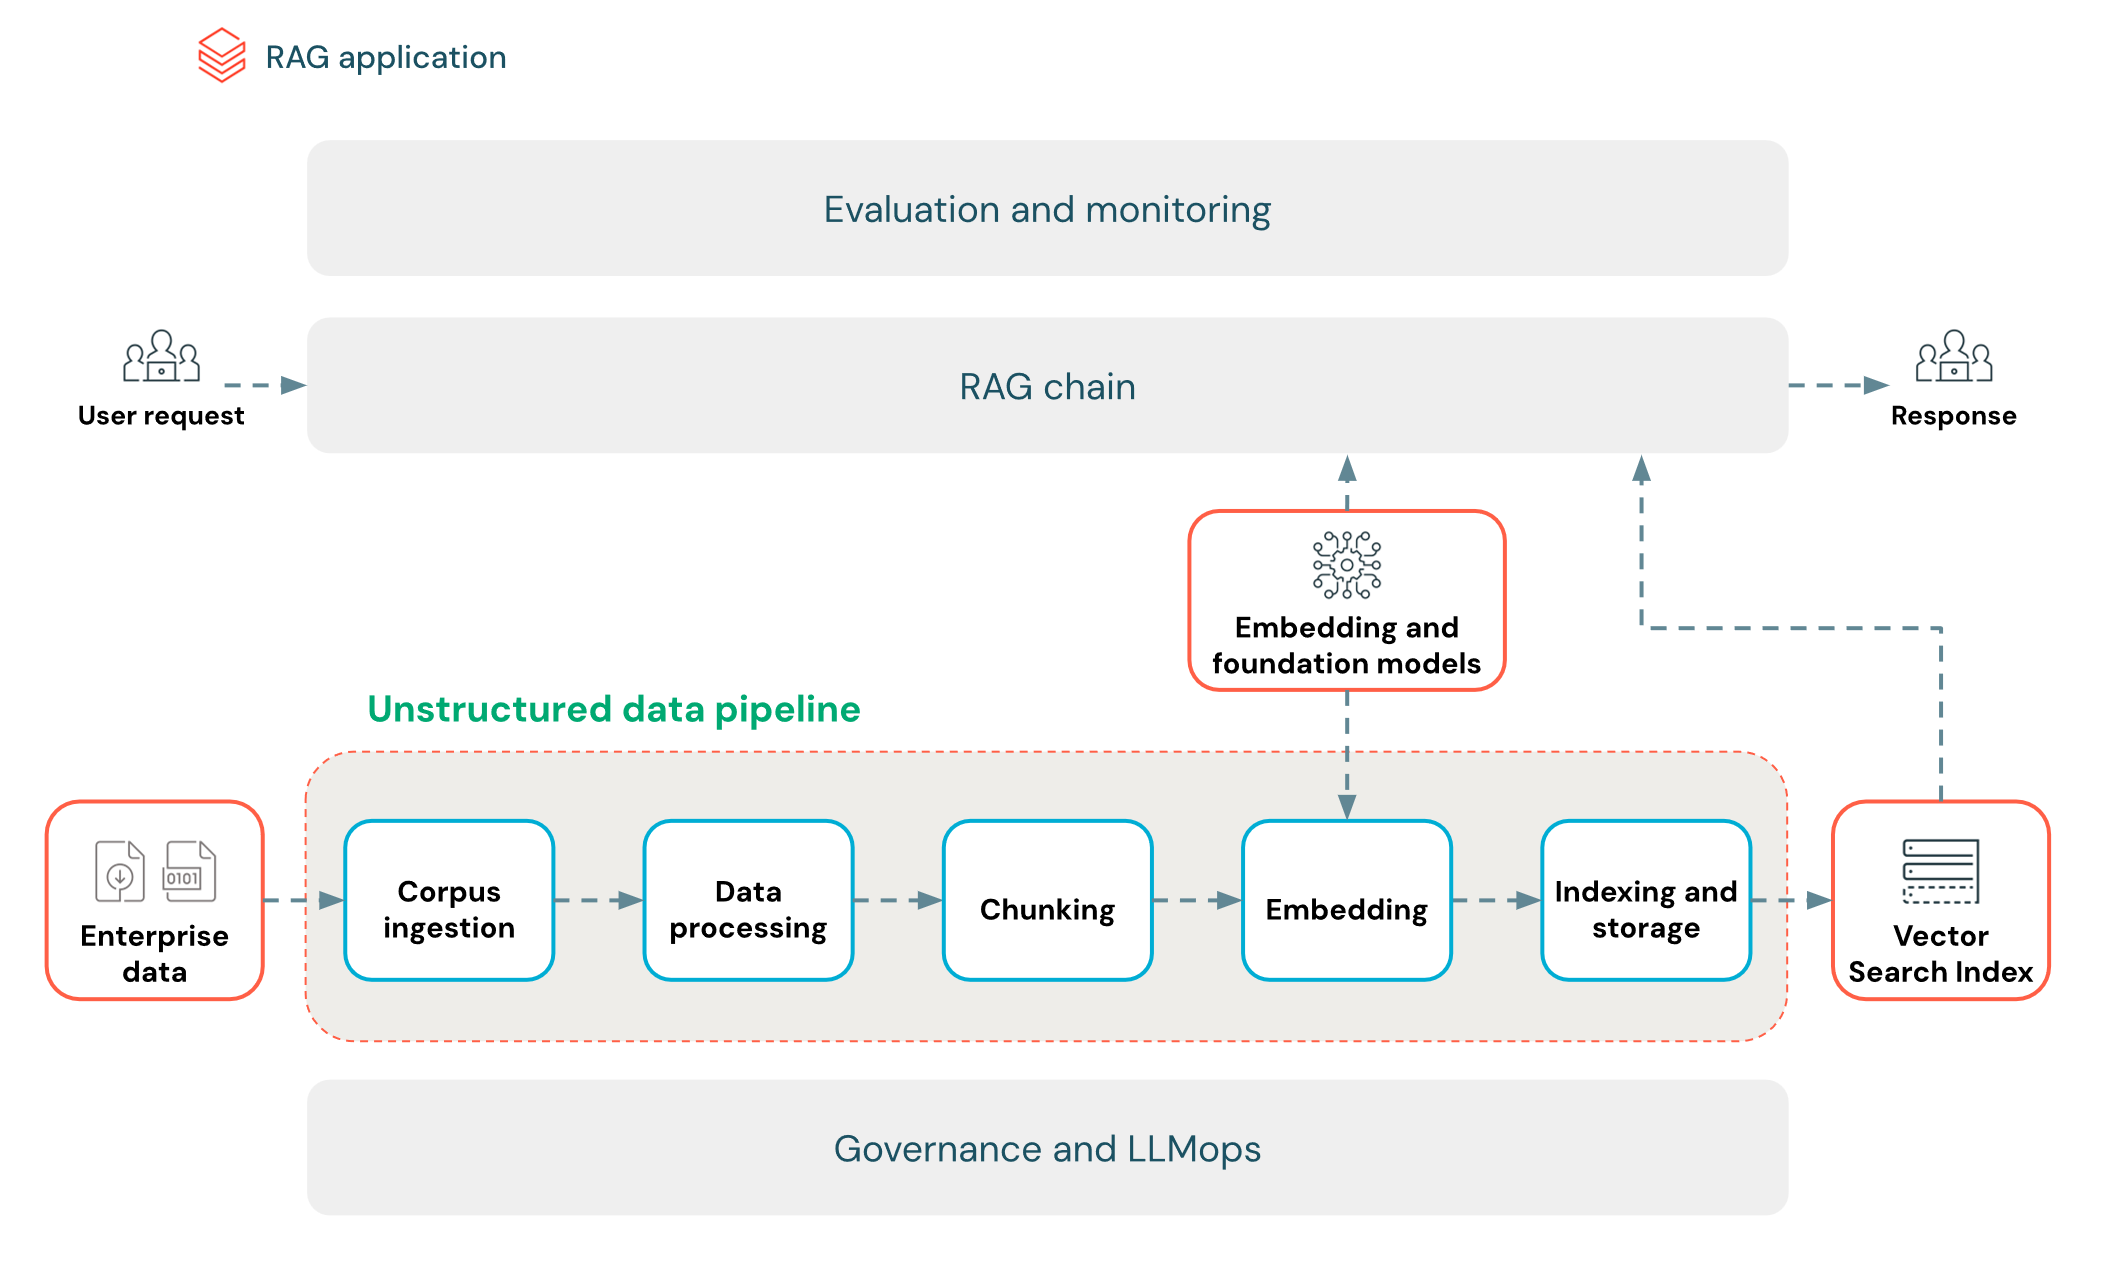 RAG application
Evaluation and monitoring
User request
RAG chain
Response
Embedding and
foundation models
Unstructured data pipeline
0101
Enterprise
data
Corpus
ingestion
Data
processing
Chunking
Embedding
Indexing and
storage
Vector
Search Index
Governance and LLMops